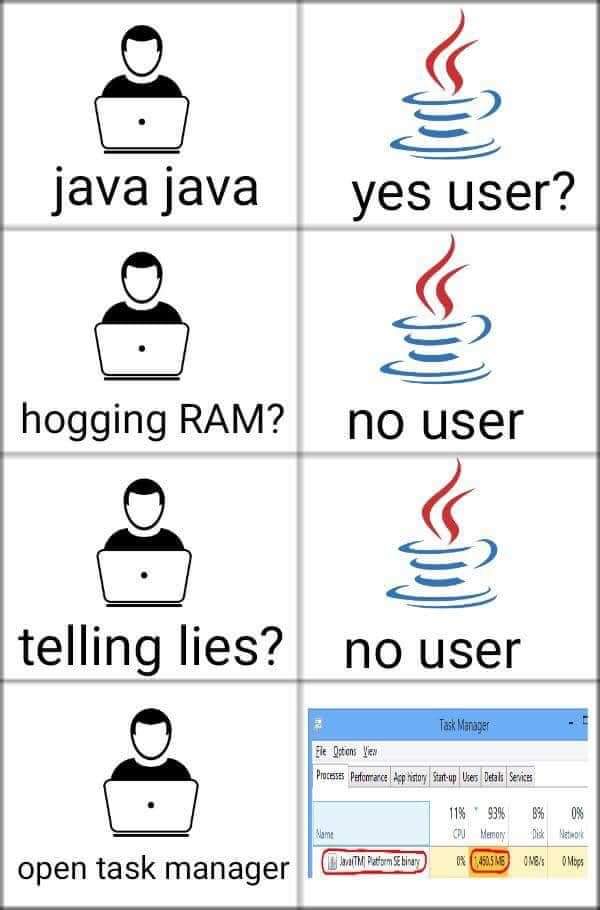 java java
yes user?
hogging RAM?
no user
telling lies?
no user
open task manager
Task Manager
File Options View
Processes Performance App history Start-up Users Details Services
11% 93% 8% 0%
Name CPU Memory Disk Network
Java(TM) Platform SE binary 0% 1,460.5 MB 0 MB/s 0 Mbps